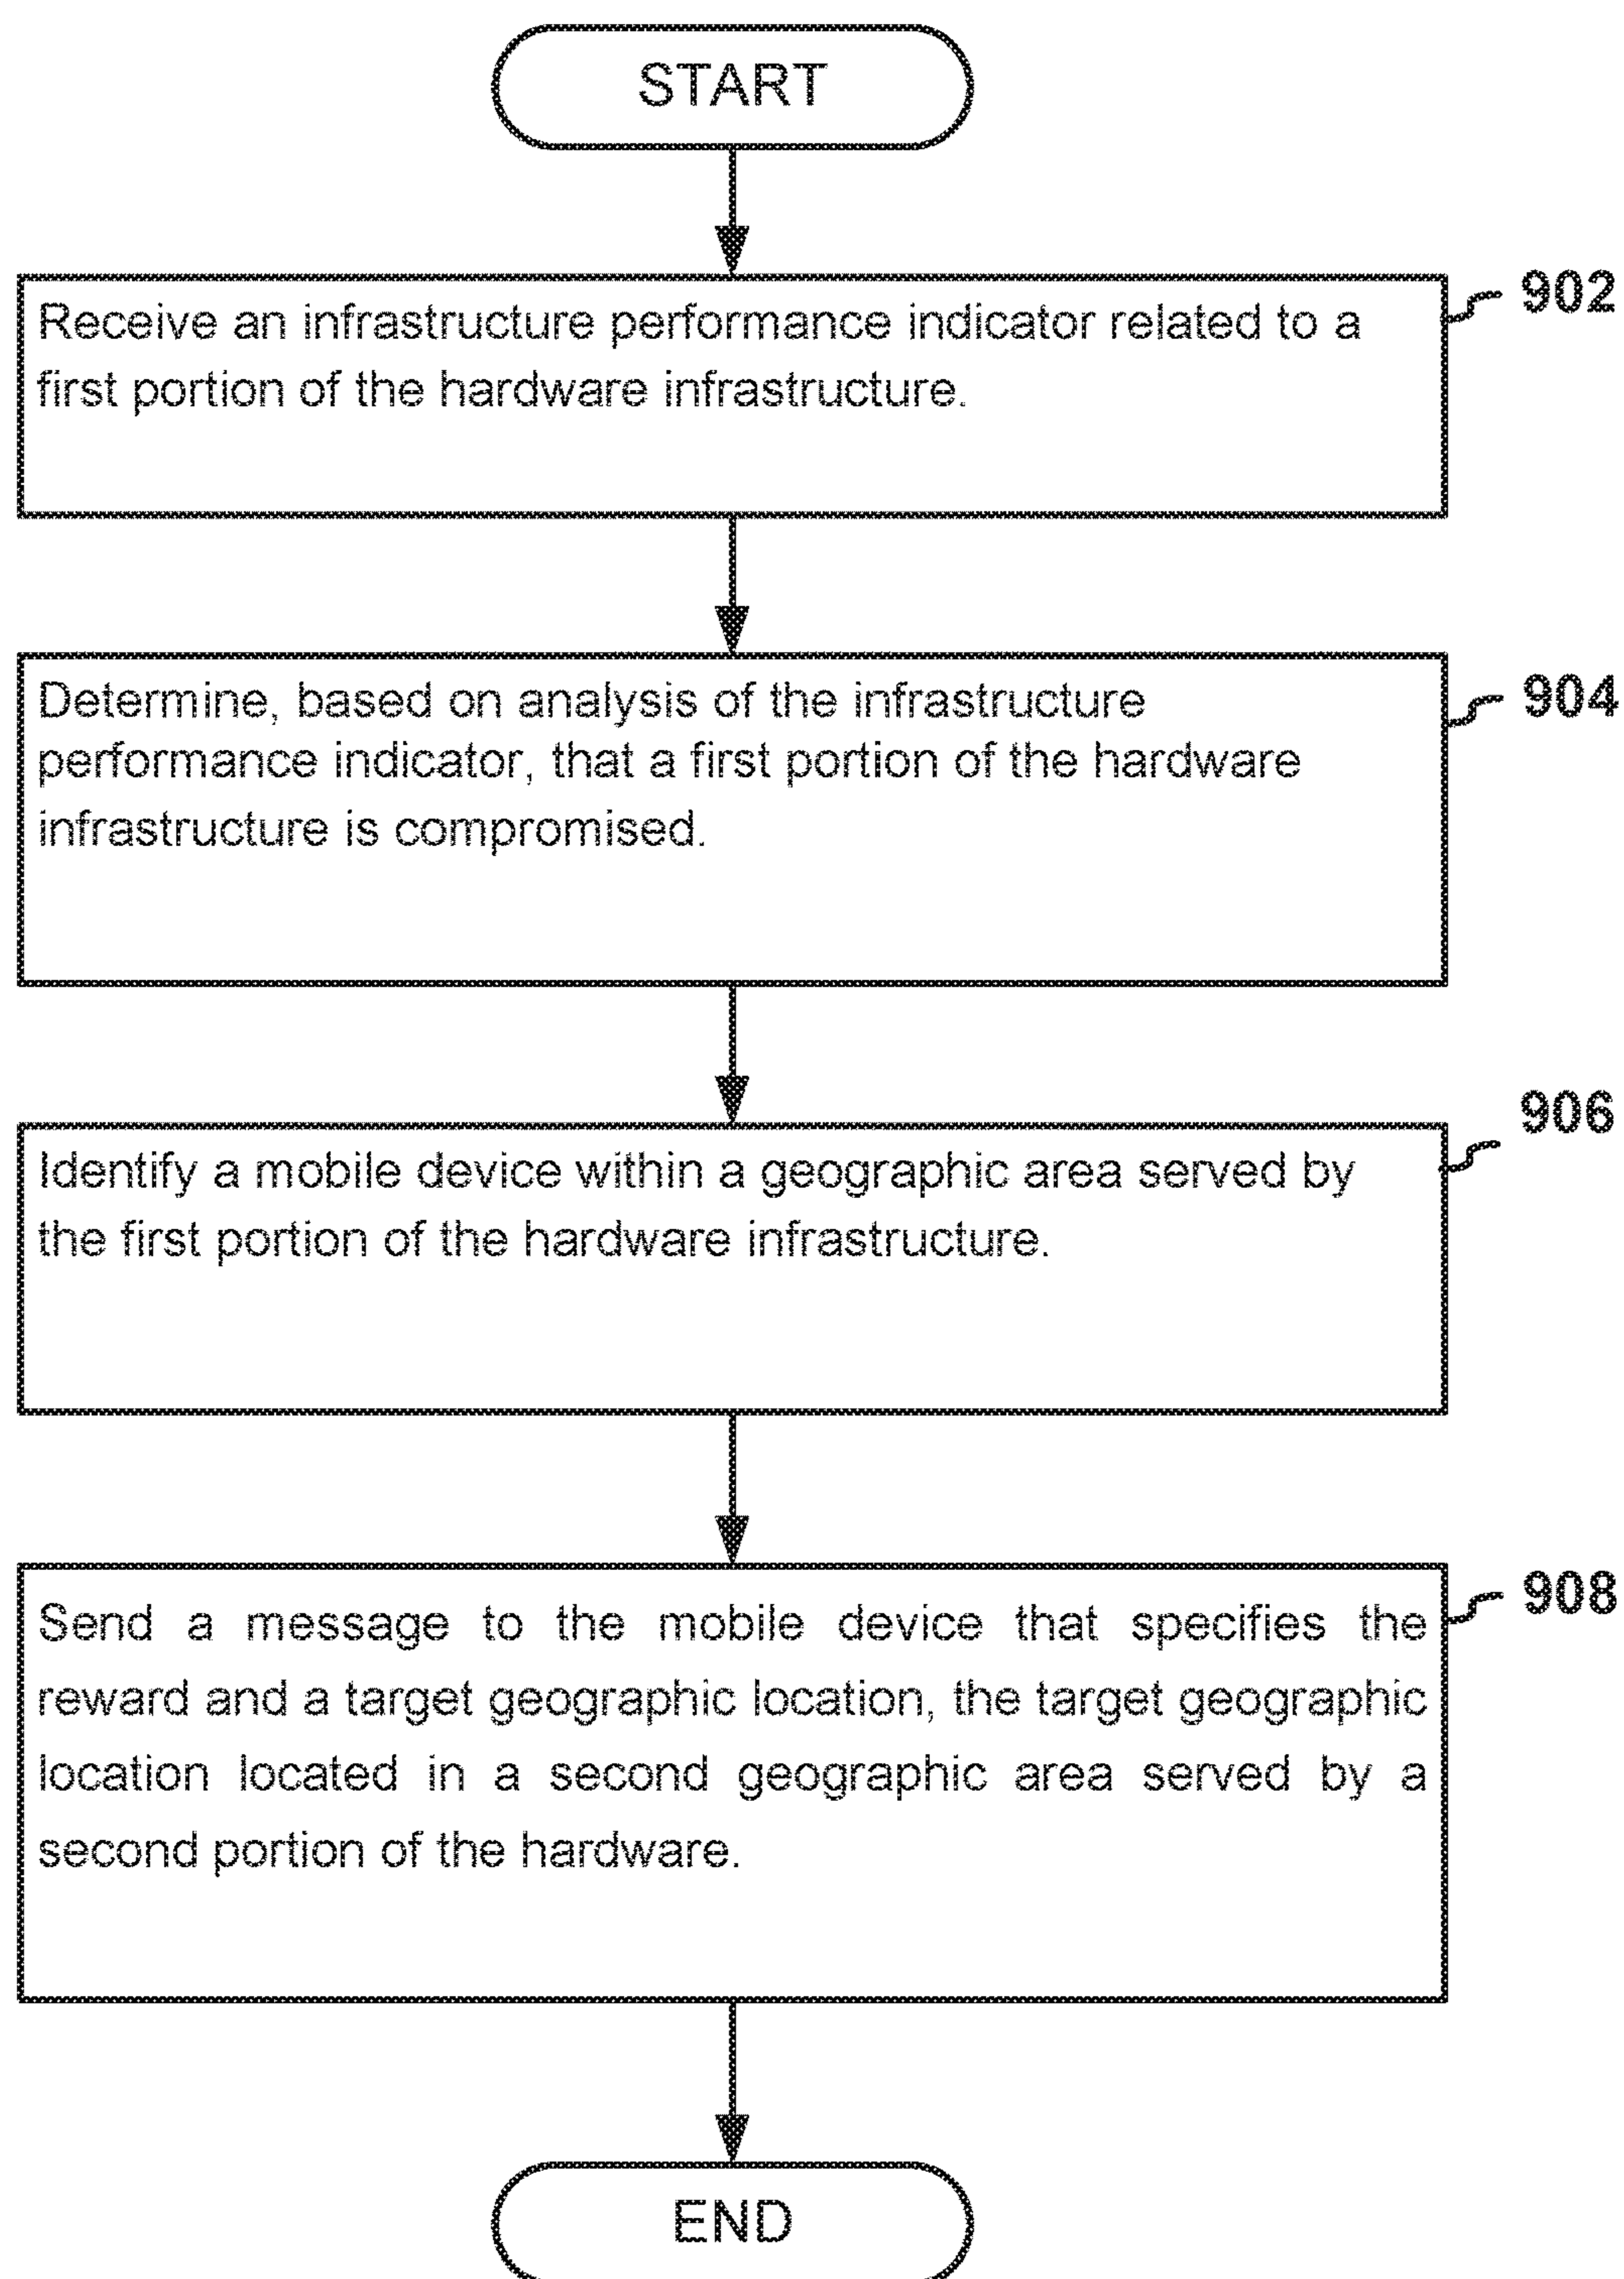 START
902
Receive an infrastructure performance indicator related to a
first portion of the hardware infrastructure.
904
Determine, based on analysis of the infrastructure
performance indicator, that a first portion of the hardware
infrastructure is compromised.
906
Identify a mobile device within a geographic area served by
the first portion of the hardware infrastructure.
908
Send a message to the mobile device that specifies the
reward and a target geographic location, the target geographic
location located in a second geographic area served by a
second portion of the hardware.
END